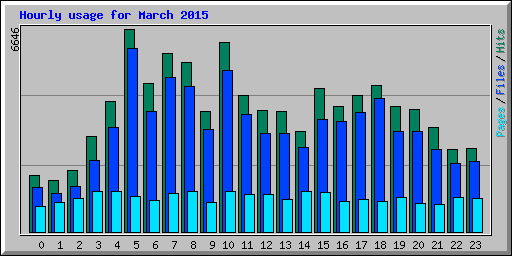 Hourly usage for March 2015
6646
Pages/Files/Hits
0 1 2 3 4 5 6 7 8 9 10 11 12 13 14 15 16 17 18 19 20 21 22 23